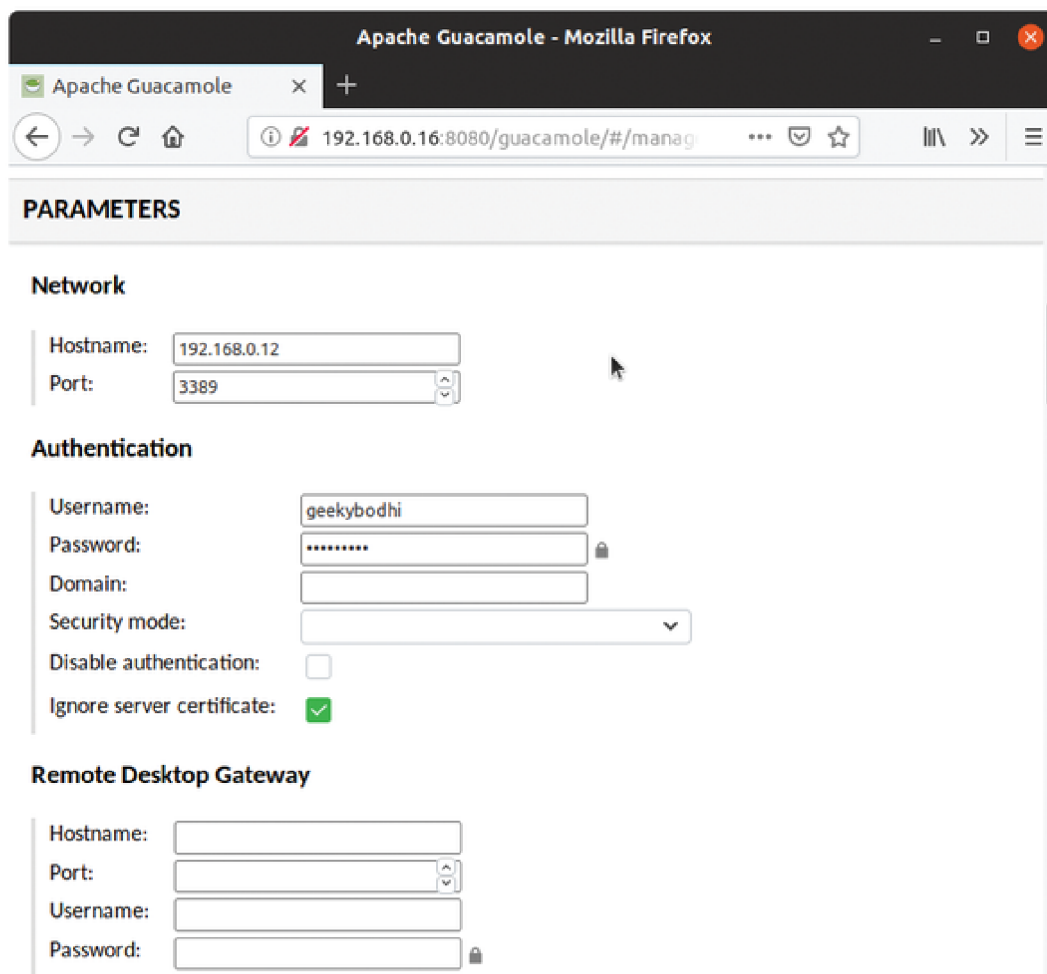 Apache Guacamole - Mozilla Firefox
Apache Guacamole
192.168.0.16:8080/guacamole/#/manag
PARAMETERS
Network
Hostname: 192.168.0.12
Port: 3389
Authentication
Username: geekybodhi
Password: •••••••••
Domain:
Security mode:
Disable authentication:
Ignore server certificate:
Remote Desktop Gateway
Hostname:
Port:
Username:
Password: